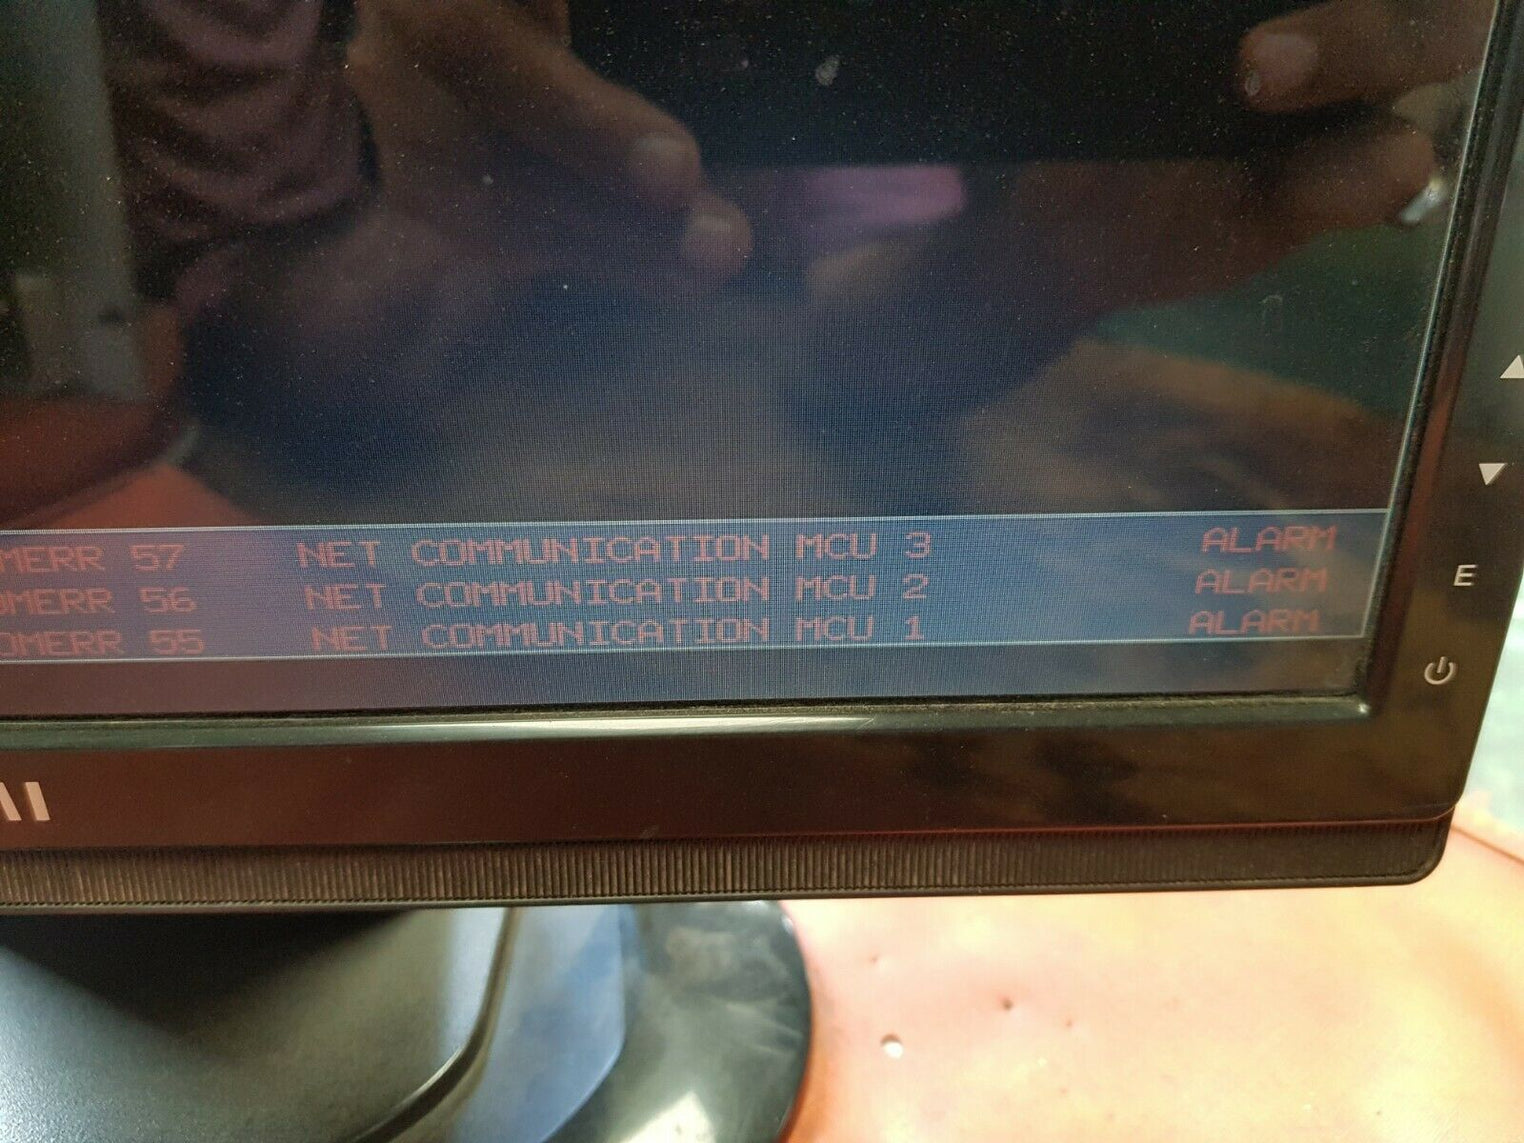 MERR 57 NET COMMUNICATION MCU 3 ALARM
OMERR 56 NET COMMUNICATION MCU 2 ALARM
OMERR 55 NET COMMUNICATION MCU 1 ALARM
E